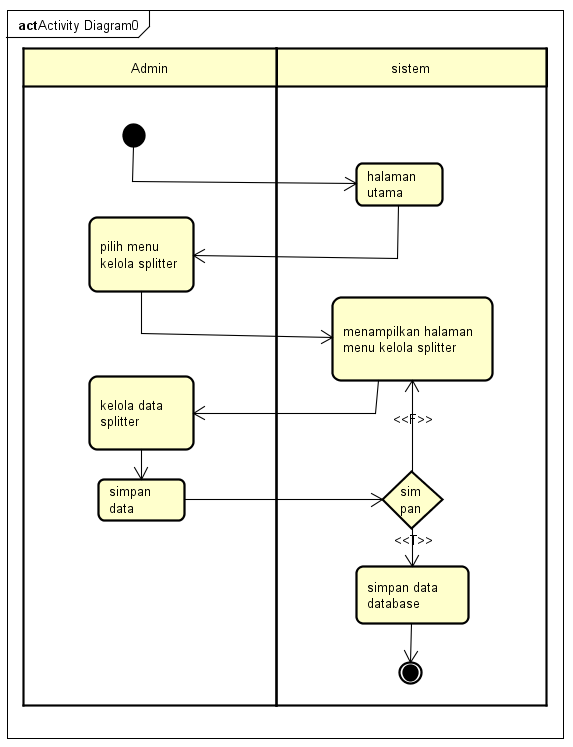 actActivity Diagram0
Admin
sistem
halaman
utama
pilih menu
kelola splitter
menampilkan halaman
menu kelola splitter
kelola data
splitter
<<F>>
simpan
data
sim
pan
<<T>>
simpan data
database